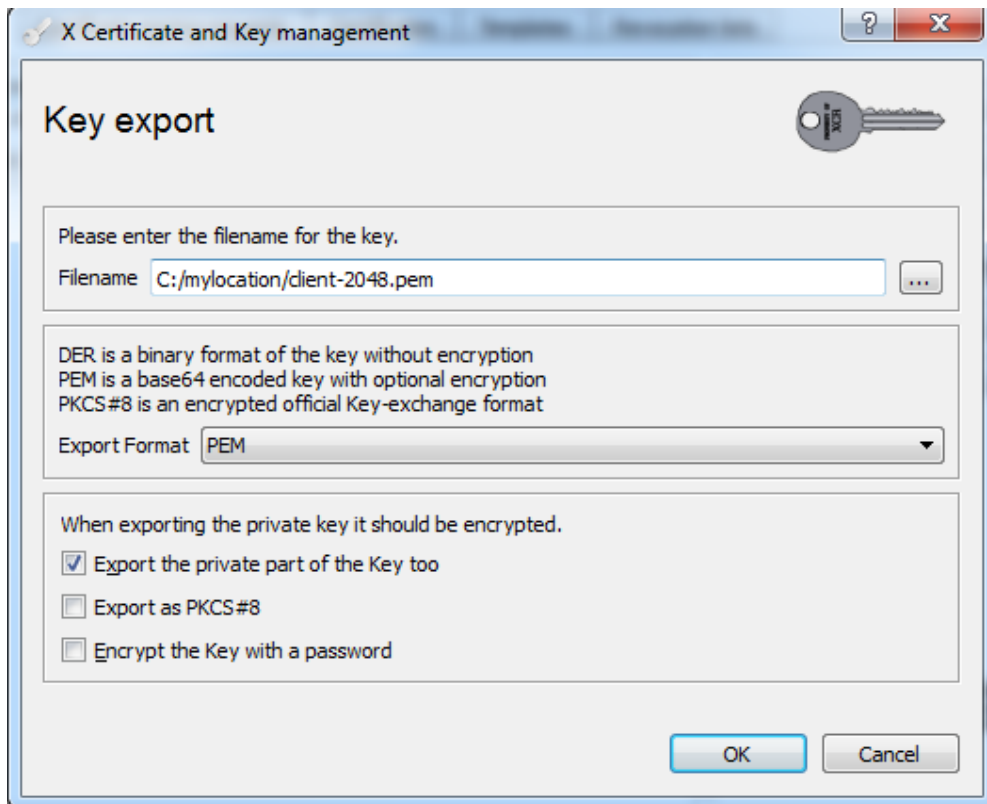 X Certificate and Key management
?
X
Key export
Please enter the filename for the key.
Filename C:/mylocation/client-2048.pem ...
DER is a binary format of the key without encryption
PEM is a base64 encoded key with optional encryption
PKCS#8 is an encrypted official Key-exchange format
Export Format PEM
When exporting the private key it should be encrypted.
Export the private part of the Key too
Export as PKCS#8
Encrypt the Key with a password
OK Cancel